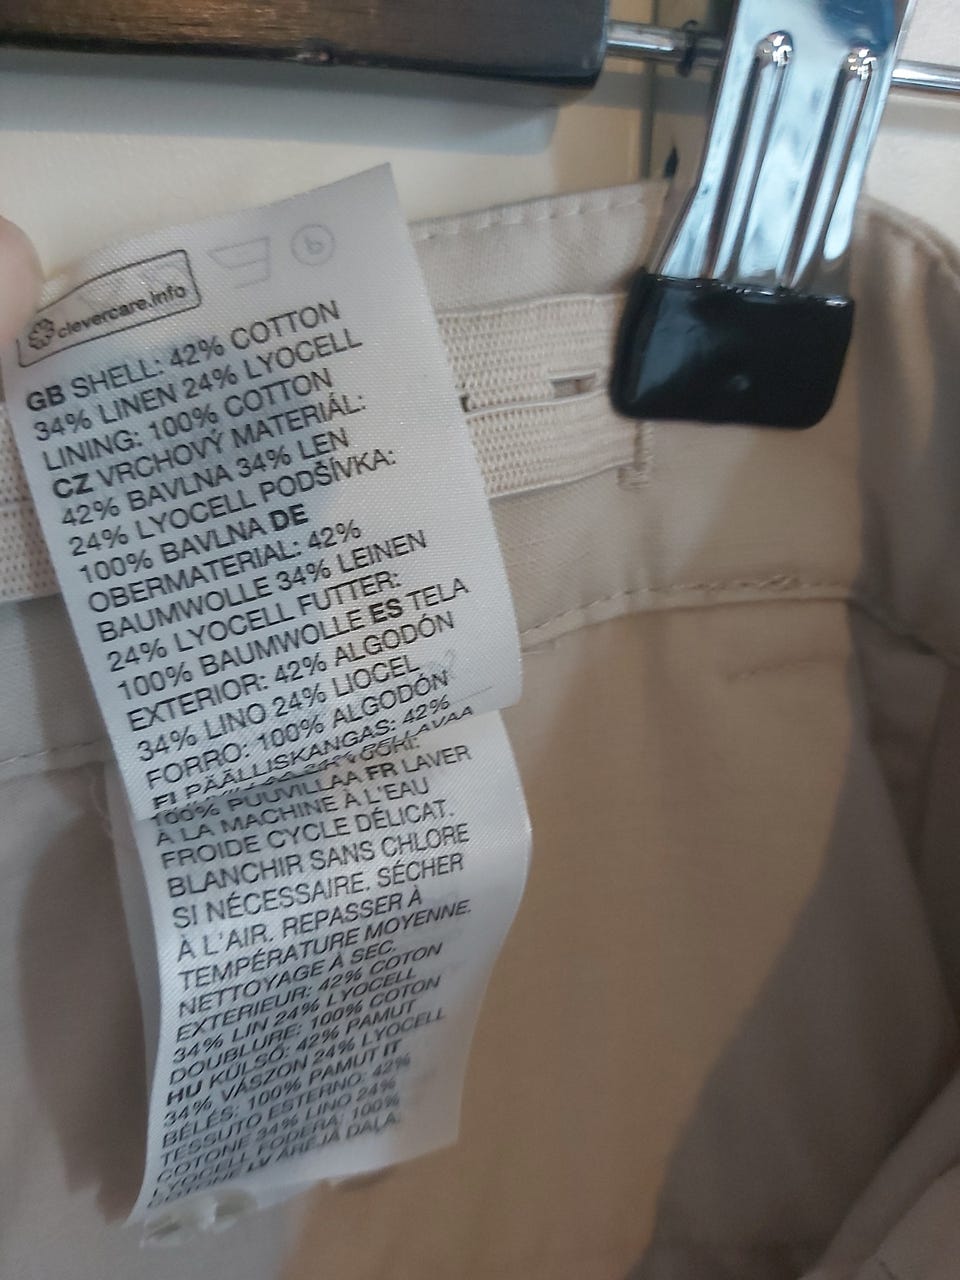 clevercare.info
GB SHELL: 42% COTTON
34% LINEN 24% LYOCELL
LINING: 100% COTTON
CZ VRCHOVÝ MATERIÁL:
42% BAVLNA 34% LEN
24% LYOCELL PODŠÍVKA:
100% BAVLNA DE
OBERMATERIAL: 42%
BAUMWOLLE 34% LEINEN
24% LYOCELL FUTTER:
100% BAUMWOLLE ES TELA
EXTERIOR: 42% ALGODÓN
34% LINO 24% LIOCEL
FORRO: 100% ALGODÓN
FI PÄÄLLISKANGAS: 42%
100% PUUVILLAA FR LAVER
À LA MACHINE À L'EAU
FROIDE CYCLE DÉLICAT.
BLANCHIR SANS CHLORE
SI NÉCESSAIRE. SÉCHER
À L'AIR. REPASSER À
TEMPÉRATURE MOYENNE.
NETTOYAGE À SEC.
EXTERIEUR: 42% COTON
34% LIN 24% LYOCELL
DOUBLURE: 100% COTON
HU KÜLSŐ: 42% PAMUT
34% VÁSZON 24% LYOCELL
BÉLÉS: 100% PAMUT IT
TESSUTO ESTERNO: 42%
COTONE 34% LINO 24%
LYOCELL FODERA: 100%
COTONE LV ĀRĒJĀ DAĻA: